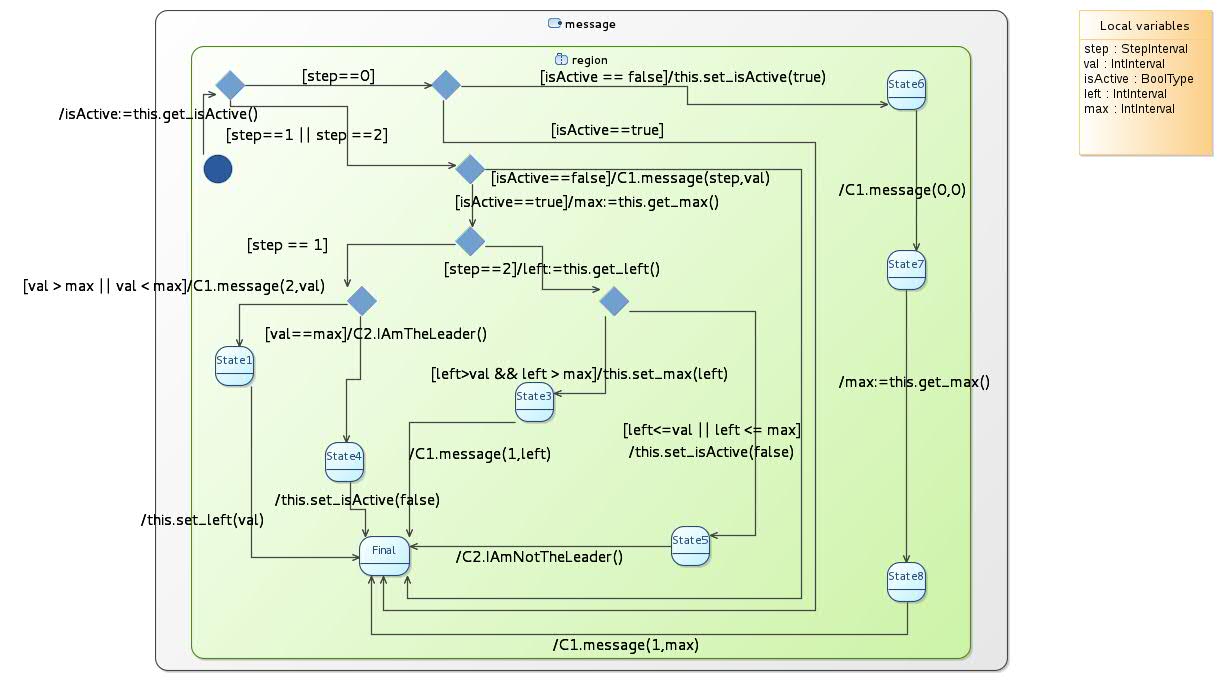 message
region
Local variables
step : StepInterval
val : IntInterval
isActive : BoolType
left : IntInterval
max : IntInterval
[step==0]
[isActive == false]/this.set_isActive(true)
State6
/isActive:=this.get_isActive()
[step==1 || step ==2]
[isActive==true]
[isActive==false]/C1.message(step,val)
/C1.message(0,0)
[isActive==true]/max:=this.get_max()
[step == 1]
[step==2]/left:=this.get_left()
State7
[val > max || val < max]/C1.message(2,val)
[val==max]/C2.IAmTheLeader()
State1
[left>val && left > max]/this.set_max(left)
/max:=this.get_max()
State3
[left<=val || left <= max]
/this.set_isActive(false)
/C1.message(1,left)
State4
/this.set_isActive(false)
/this.set_left(val)
State5
Final
/C2.IAmNotTheLeader()
State8
/C1.message(1,max)